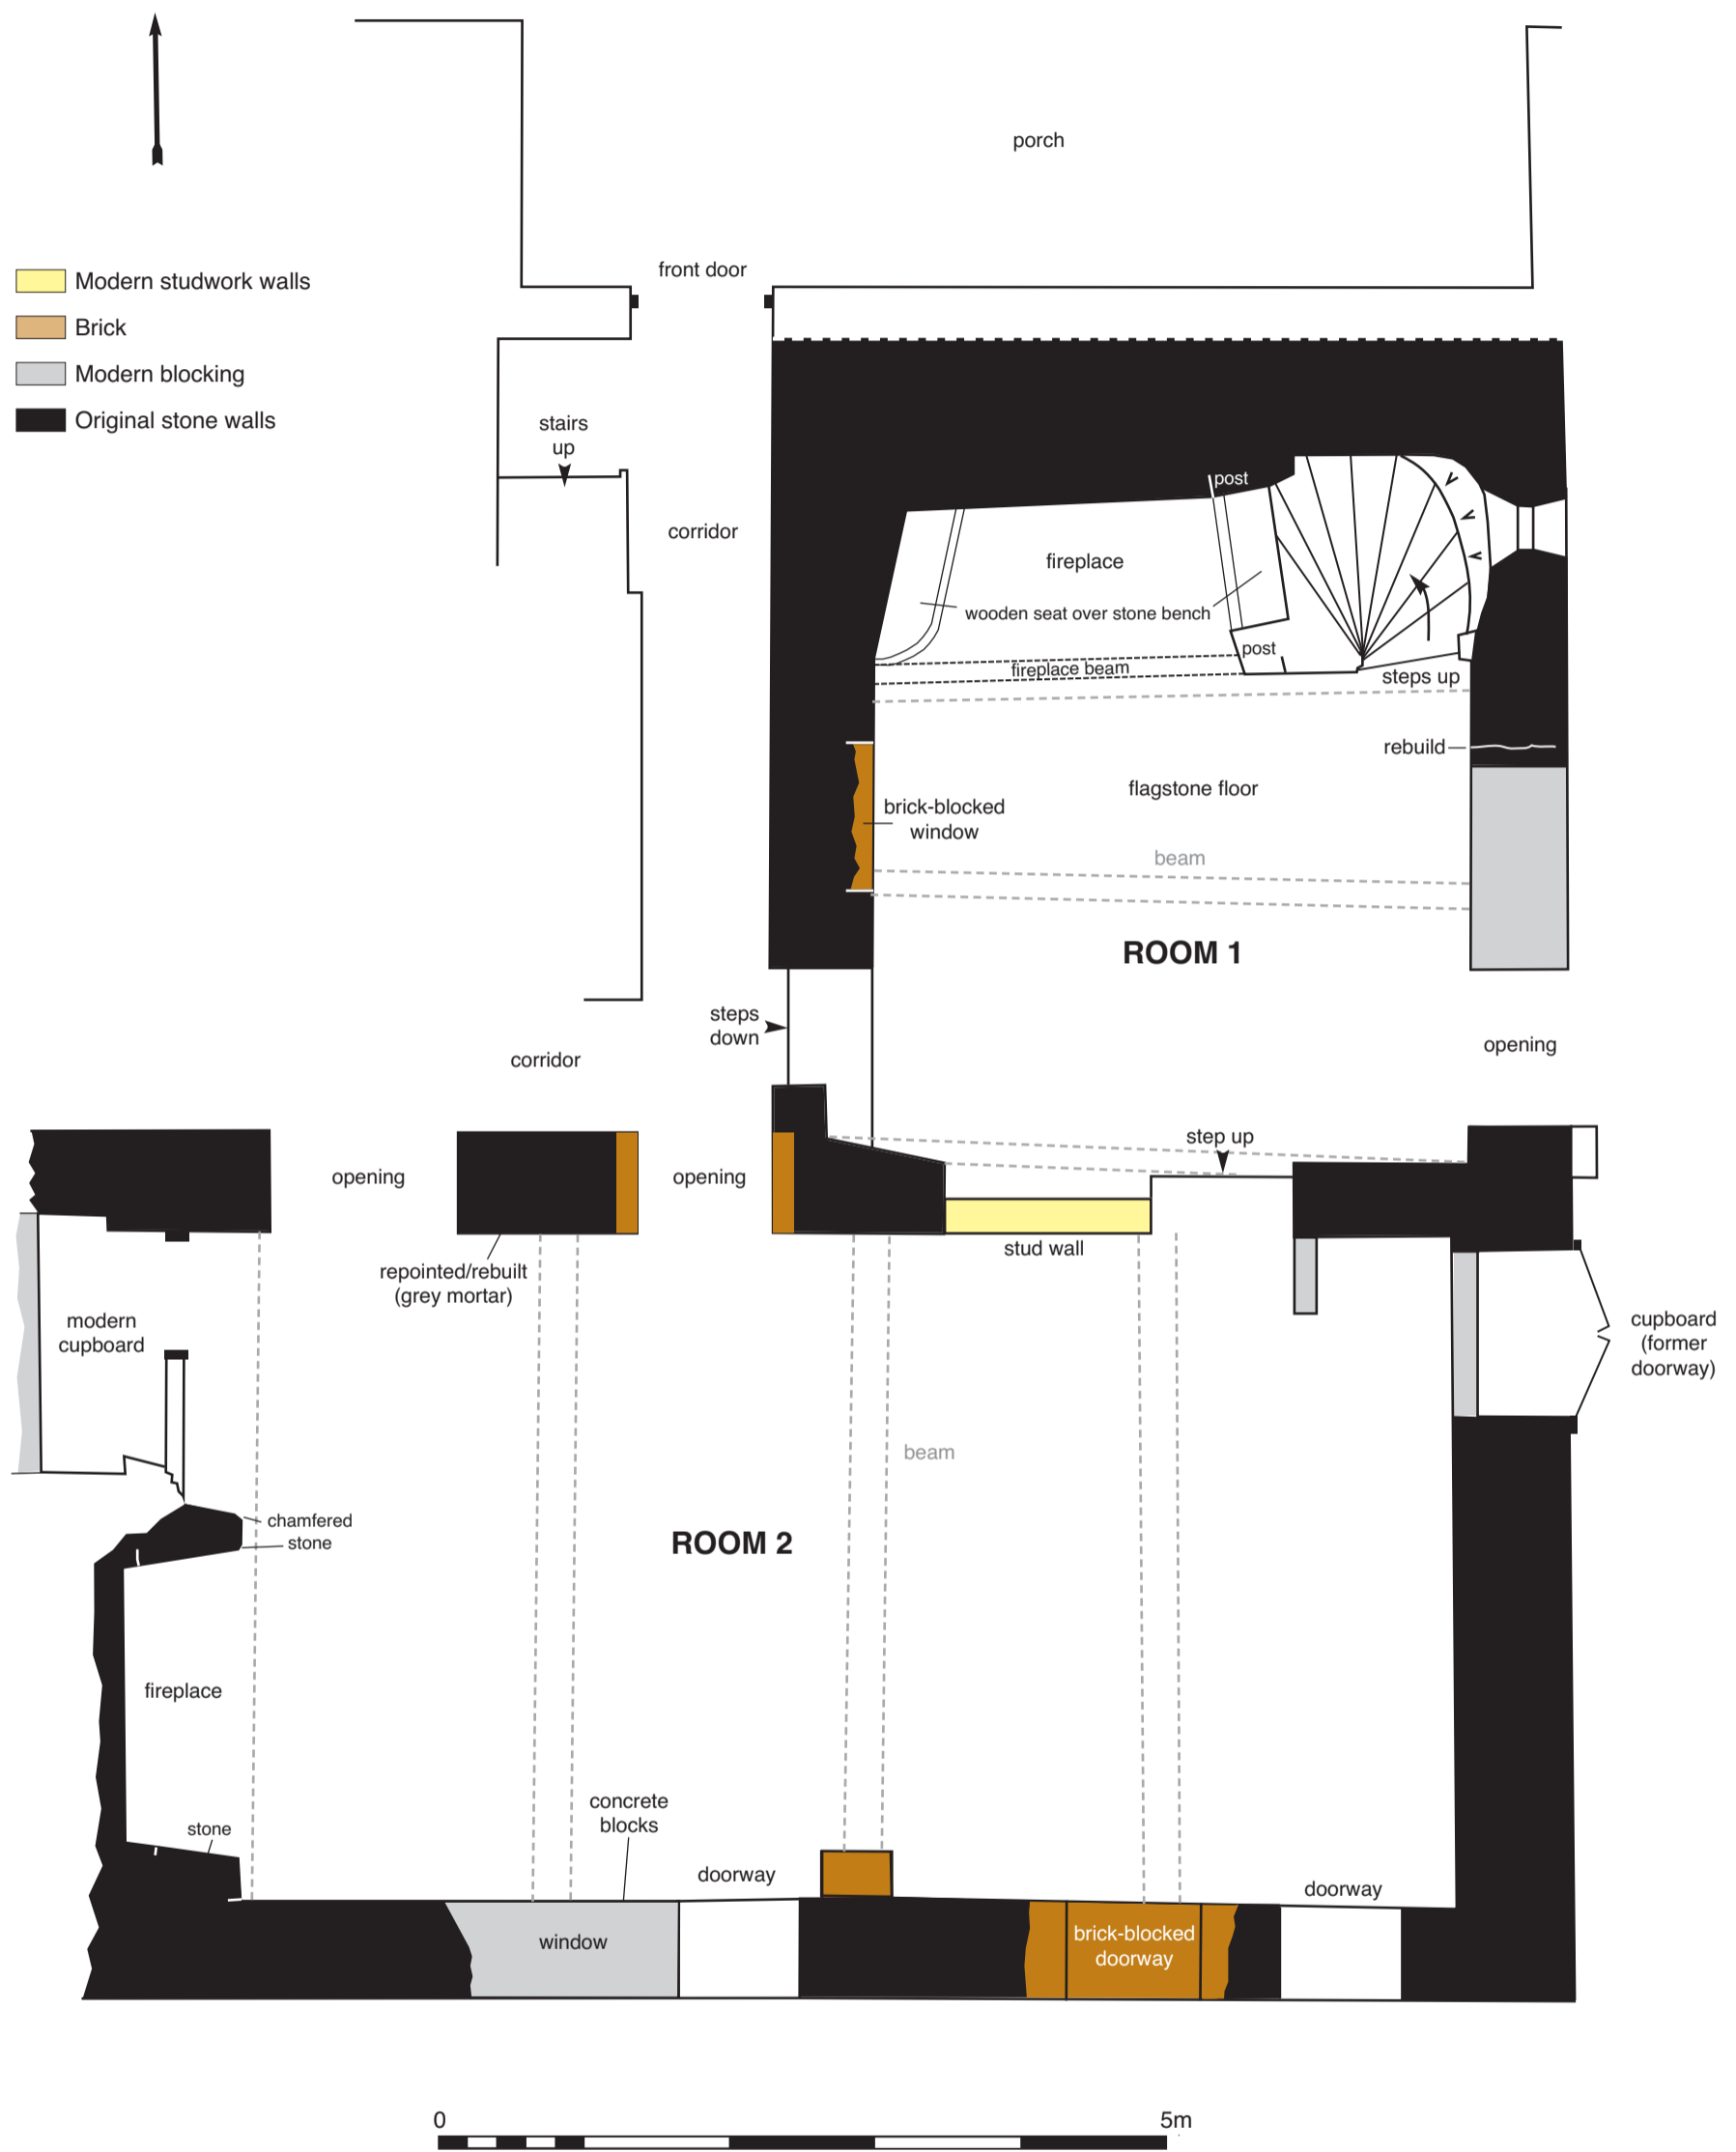 porch
front door
Modern studwork walls
Brick
Modern blocking
Original stone walls
stairs
up
post
corridor
fireplace
wooden seat over stone bench
post
fireplace beam
steps up
rebuild
flagstone floor
brick-blocked
window
beam
ROOM 1
steps
down
opening
corridor
step up
opening
opening
stud wall
repointed/rebuilt
(grey mortar)
modern
cupboard
cupboard
(former
doorway)
beam
chamfered
stone
ROOM 2
fireplace
concrete
blocks
stone
doorway
doorway
window
brick-blocked
doorway
0
5m